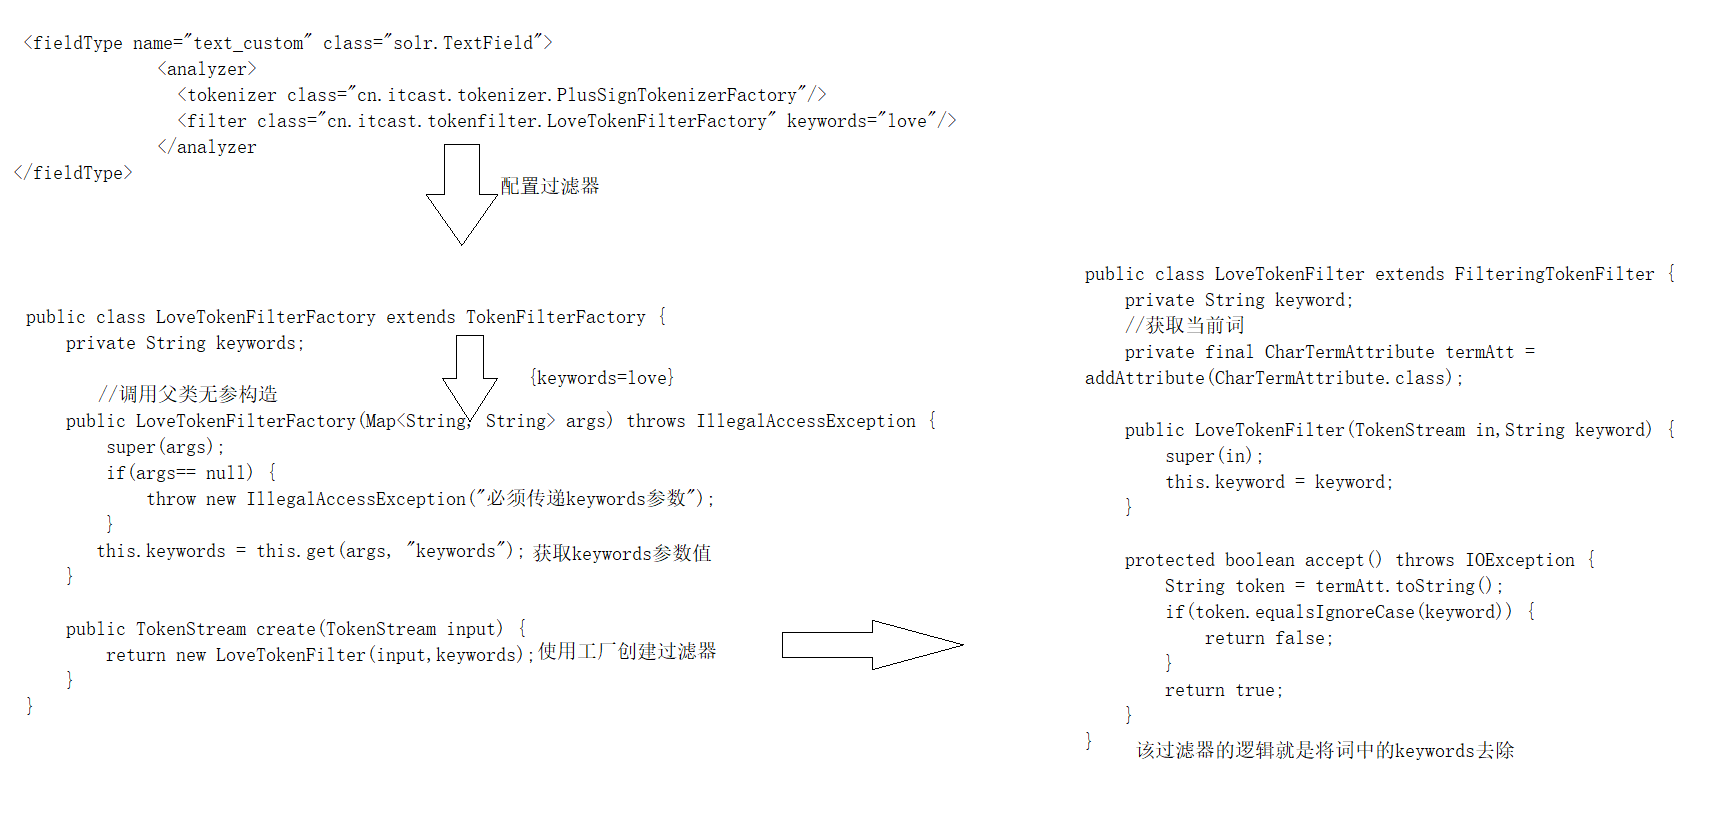 <fieldType name="text_custom" class="solr.TextField">
<analyzer>
<tokenizer class="cn.itcast.tokenizer.PlusSignTokenizerFactory"/>
<filter class="cn.itcast.tokenfilter.LoveTokenFilterFactory" keywords="love"/>
</analyzer
</fieldType>
配置过滤器
public class LoveTokenFilterFactory extends TokenFilterFactory {
private String keywords;
{keywords=love}
//调用父类无参构造
public LoveTokenFilterFactory(Map<String, String> args) throws IllegalAccessException {
super(args);
if(args== null) {
throw new IllegalAccessException("必须传递keywords参数");
}
this.keywords = this.get(args, "keywords"); 获取keywords参数值
}
public TokenStream create(TokenStream input) {
return new LoveTokenFilter(input,keywords);使用工厂创建过滤器
}
}
public class LoveTokenFilter extends FilteringTokenFilter {
private String keyword;
//获取当前词
private final CharTermAttribute termAtt =
addAttribute(CharTermAttribute.class);
public LoveTokenFilter(TokenStream in,String keyword) {
super(in);
this.keyword = keyword;
}
protected boolean accept() throws IOException {
String token = termAtt.toString();
if(token.equalsIgnoreCase(keyword)) {
return false;
}
return true;
}
}
该过滤器的逻辑就是将词中的keywords去除